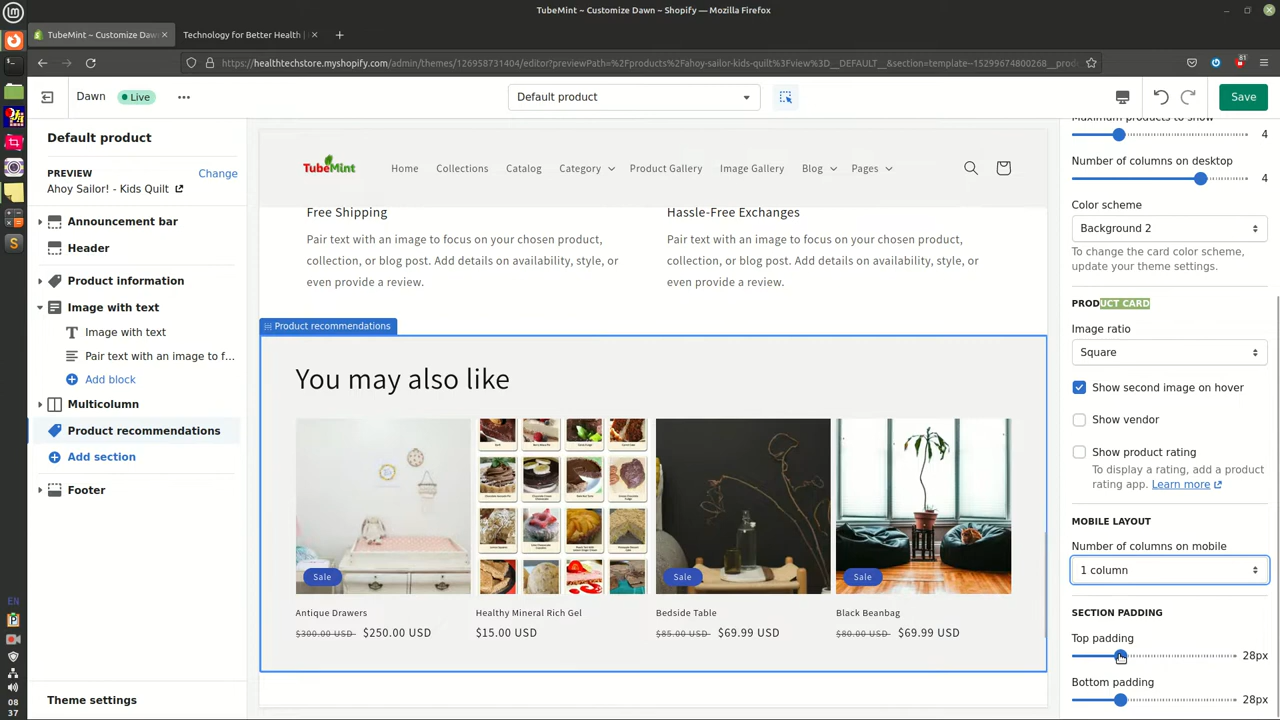 TubeMint ~ Customize Dawn ~ Shopify — Mozilla Firefox
TubeMint ~ Customize Dawn
Technology for Better Health |
https://healthtechstore.myshopify.com/admin/themes/126958731404/editor?previewPath=%2Fproducts%2Fahoy-sailor-kids-quilt%3Fview%3D__DEFAULT__&section=template--15299674800268__prod
81
Dawn
Live
Default product
Save
Default product
PREVIEW
Change
Ahoy Sailor! - Kids Quilt
Announcement bar
Header
Product information
Image with text
Image with text
Pair text with an image to f...
Add block
Multicolumn
Product recommendations
Add section
Footer
Theme settings
EN
08
37
TubeMint
Home
Collections
Catalog
Category
Product Gallery
Image Gallery
Blog
Pages
Free Shipping
Pair text with an image to focus on your chosen product,
collection, or blog post. Add details on availability, style, or
even provide a review.
Hassle-Free Exchanges
Pair text with an image to focus on your chosen product,
collection, or blog post. Add details on availability, style, or
even provide a review.
Product recommendations
You may also like
Sale
Sale
Sale
Antique Drawers
$300.00 USD $250.00 USD
Healthy Mineral Rich Gel
$15.00 USD
Bedside Table
$85.00 USD $69.99 USD
Black Beanbag
$80.00 USD $69.99 USD
Maximum products to show
4
Number of columns on desktop
4
Color scheme
Background 2
To change the card color scheme,
update your theme settings.
PRODUCT CARD
Image ratio
Square
Show second image on hover
Show vendor
Show product rating
To display a rating, add a product
rating app. Learn more
MOBILE LAYOUT
Number of columns on mobile
1 column
SECTION PADDING
Top padding
28px
Bottom padding
28px